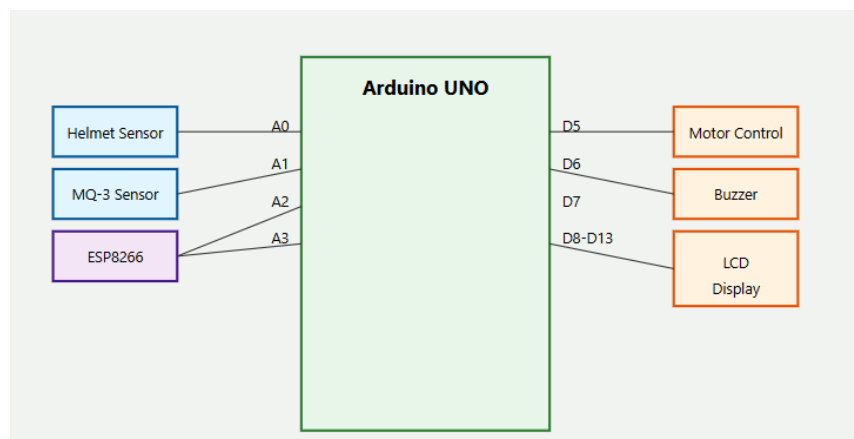 Arduino UNO
Helmet Sensor
A0
D5
Motor Control
A1
D6
MQ-3 Sensor
Buzzer
A2
D7
A3
D8-D13
ESP8266
LCD
Display